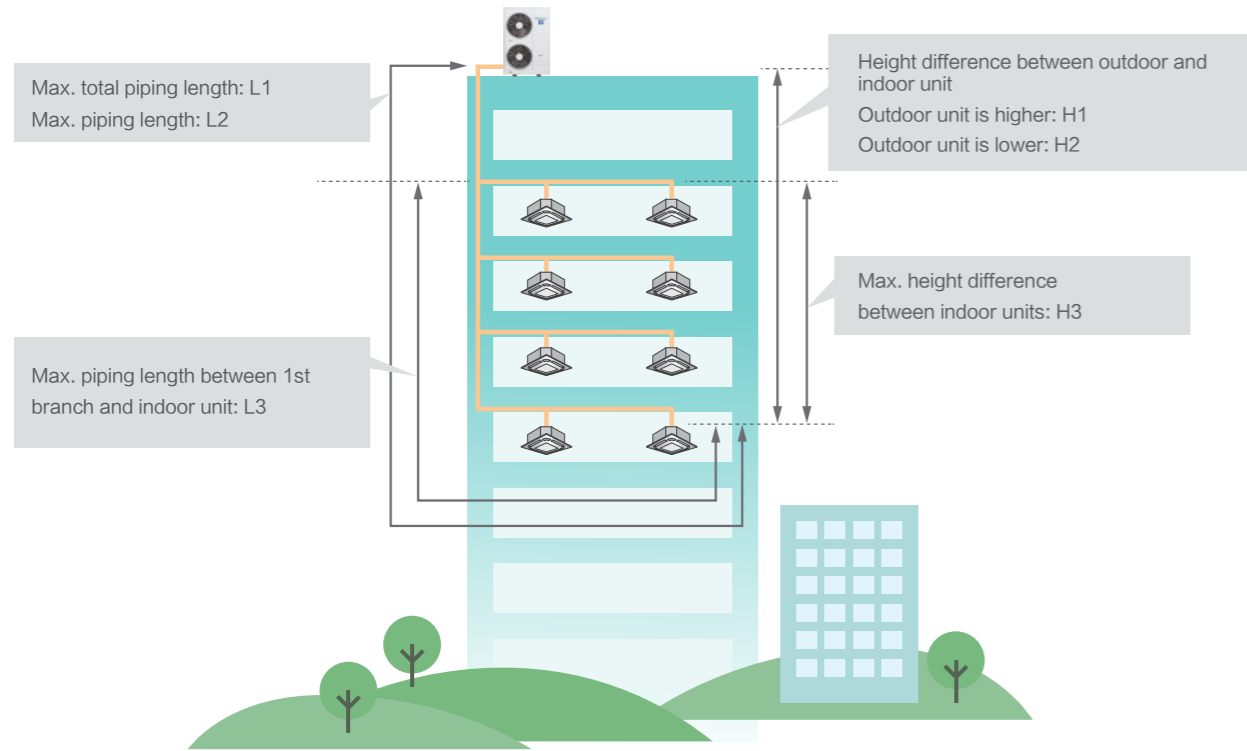 Max. total piping length: L1
Max. piping length: L2
Height difference between outdoor and
indoor unit
Outdoor unit is higher: H1
Outdoor unit is lower: H2
Max. height difference
between indoor units: H3
Max. piping length between 1st
branch and indoor unit: L3